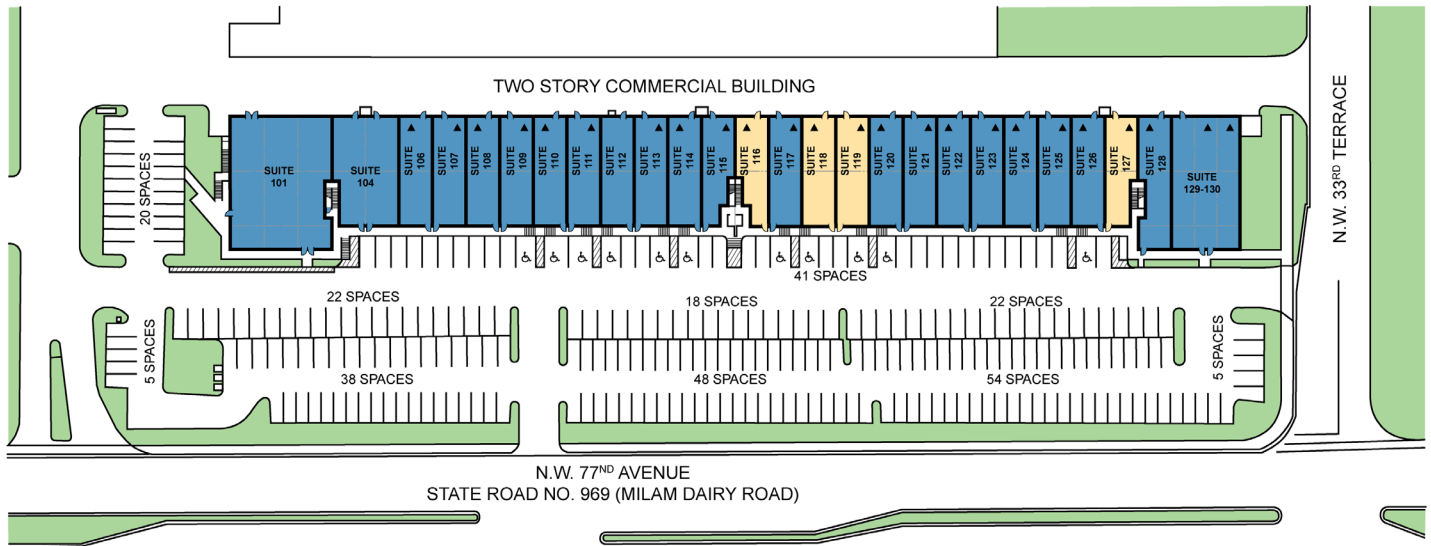 TWO STORY COMMERCIAL BUILDING
N.W. 33RD TERRACE
20 SPACES
SUITE
101
SUITE
104
SUITE
106
SUITE
107
SUITE
108
SUITE
109
SUITE
110
SUITE
111
SUITE
112
SUITE
113
SUITE
114
SUITE
115
SUITE
116
SUITE
117
SUITE
118
SUITE
119
SUITE
120
SUITE
121
SUITE
122
SUITE
123
SUITE
124
SUITE
125
SUITE
126
SUITE
127
SUITE
128
SUITE
129-130
41 SPACES
22 SPACES
18 SPACES
22 SPACES
5 SPACES
5 SPACES
38 SPACES
48 SPACES
54 SPACES
N.W. 77ND AVENUE
STATE ROAD NO. 969 (MILAM DAIRY ROAD)